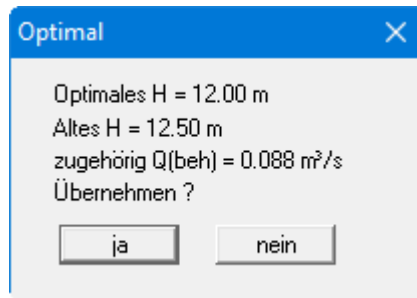 Optimal
Optimales H = 12.00 m
Altes H = 12.50 m
zugehörig Q(beh) = 0.088 m³/s
Übernehmen ?
ja
nein